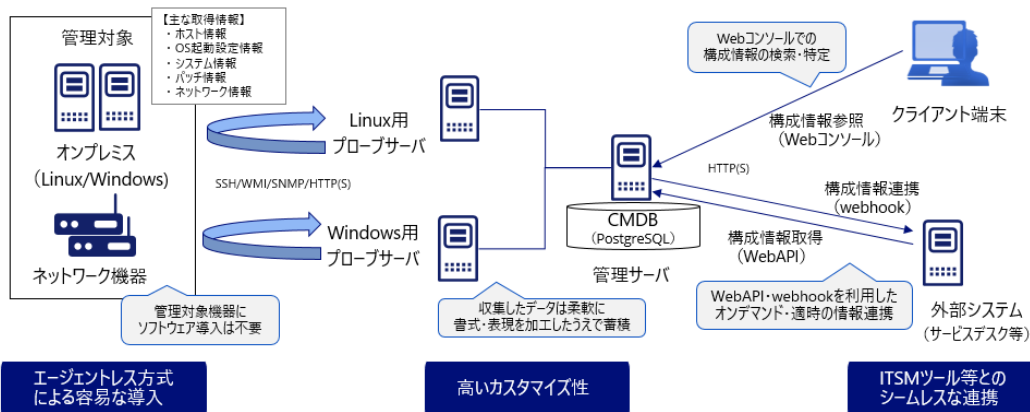 管理対象
【主な取得情報】
・ホスト情報
・OS起動設定情報
・システム情報
・パッチ情報
・ネットワーク情報
オンプレミス
（Linux/Windows)
ネットワーク機器
管理対象機器に
ソフトウェア導入は不要
Linux用
プローブサーバ
SSH/WMI/SNMP/HTTP(S)
Windows用
プローブサーバ
収集したデータは柔軟に
書式・表現を加工したうえで蓄積
CMDB
（PostgreSQL）
管理サーバ
Webコンソールでの
構成情報の検索・特定
クライアント端末
構成情報参照
（Webコンソール）
HTTP(S)
構成情報連携
（webhook）
構成情報取得
（WebAPI）
WebAPI・webhookを利用した
オンデマンド・適時の情報連携
外部システム
（サービスデスク等）
エージェントレス方式
による容易な導入
高いカスタマイズ性
ITSMツール等との
シームレスな連携